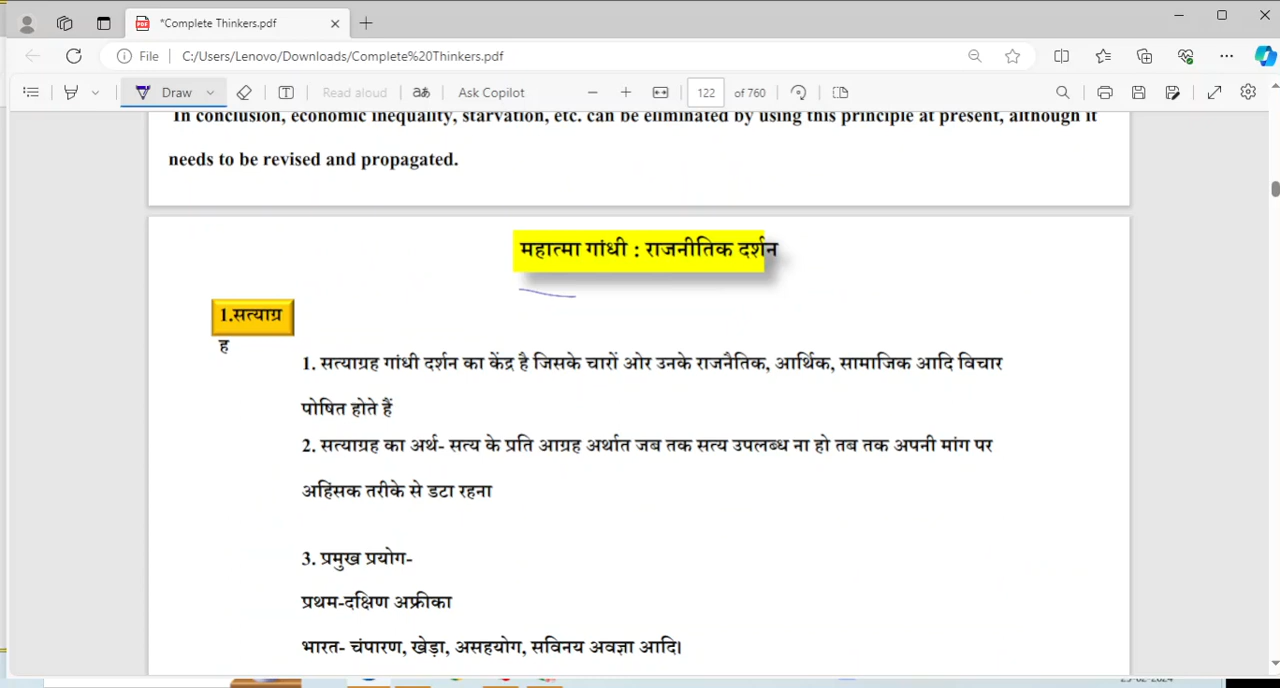 *Complete Thinkers.pdf
File
C:/Users/Lenovo/Downloads/Complete%20Thinkers.pdf
Draw
Read aloud
aあ
Ask Copilot
122
of 760
In conclusion, economic inequality, starvation, etc. can be eliminated by using this principle at present, although it
needs to be revised and propagated.
महात्मा गांधी : राजनीतिक दर्शन
1.सत्याग्र
ह
1. सत्याग्रह गांधी दर्शन का केंद्र है जिसके चारों ओर उनके राजनैतिक, आर्थिक, सामाजिक आदि विचार
पोषित होते हैं
2. सत्याग्रह का अर्थ- सत्य के प्रति आग्रह अर्थात जब तक सत्य उपलब्ध ना हो तब तक अपनी मांग पर
अहिंसक तरीके से डटा रहना
3. प्रमुख प्रयोग-
प्रथम-दक्षिण अफ्रीका
भारत- चंपारण, खेड़ा, असहयोग, सविनय अवज्ञा आदि।